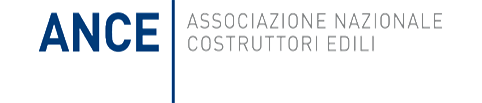 ANCE
ASSOCIAZIONE NAZIONALE
COSTRUTTORI EDILI